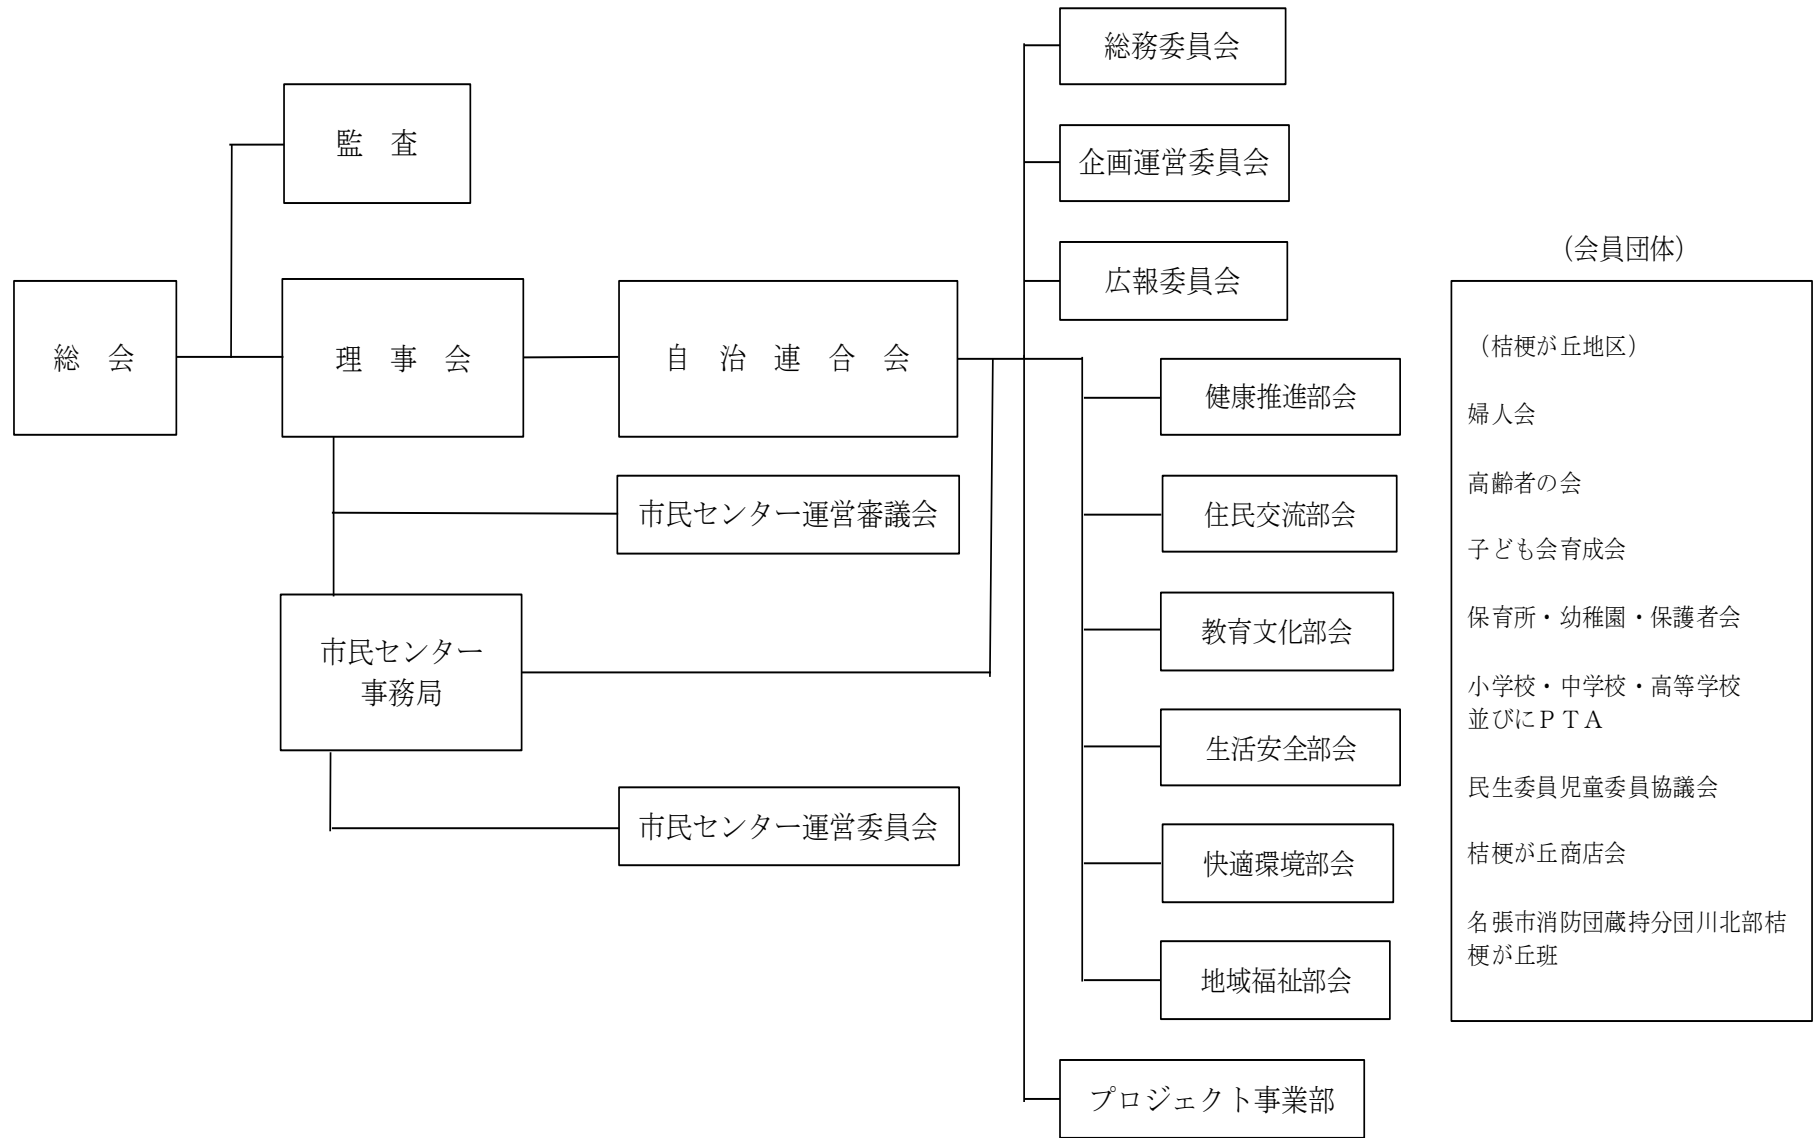 総務委員会
監　査
企画運営委員会
広報委員会
総　会
理　事　会
自　治　連　合　会
健康推進部会
市民センター運営審議会
住民交流部会
市民センター
事務局
教育文化部会
生活安全部会
市民センター運営委員会
快適環境部会
地域福祉部会
プロジェクト事業部
（会員団体）
（桔梗が丘地区）
婦人会
高齢者の会
子ども会育成会
保育所・幼稚園・保護者会
小学校・中学校・高等学校
並びにＰＴＡ
民生委員児童委員協議会
桔梗が丘商店会
名張市消防団蔵持分団川北部桔
梗が丘班